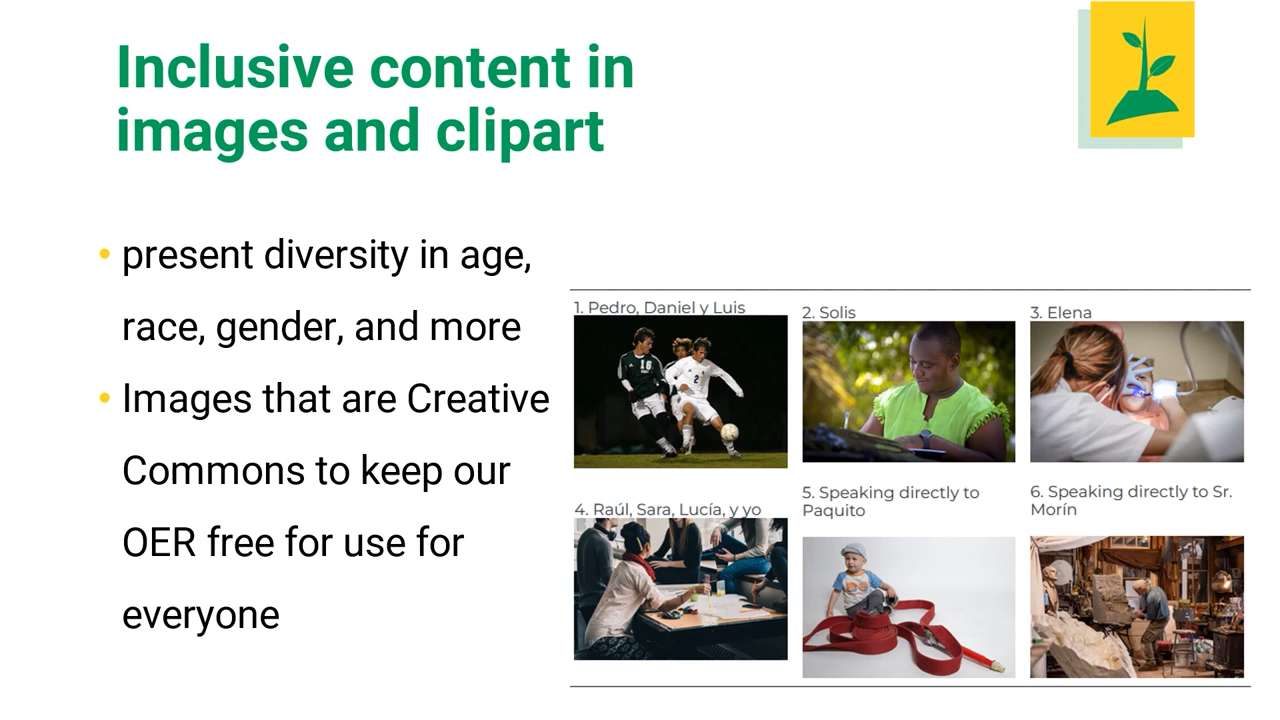 Inclusive content in
images and clipart
• present diversity in age,
race, gender, and more
• Images that are Creative
Commons to keep our
OER free for use for
everyone
1. Pedro, Daniel y Luis
2. Solis
3. Elena
16
2
4. Raúl, Sara, Lucía, y yo
5. Speaking directly to
Paquito
6. Speaking directly to Sr.
Morín